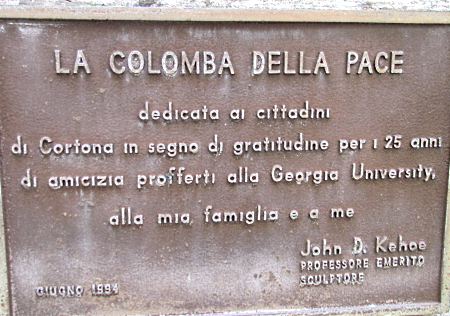 LA COLOMBA DELLA PACE
dedicata ai cittadini
di Cortona in segno di gratitudine per i 25 anni
di amicizia profferti alla Georgia University,
alla mia famiglia e a me
John D. Kehoe
PROFESSORE EMERITO
SCULPTORE
GIUGNO 1994